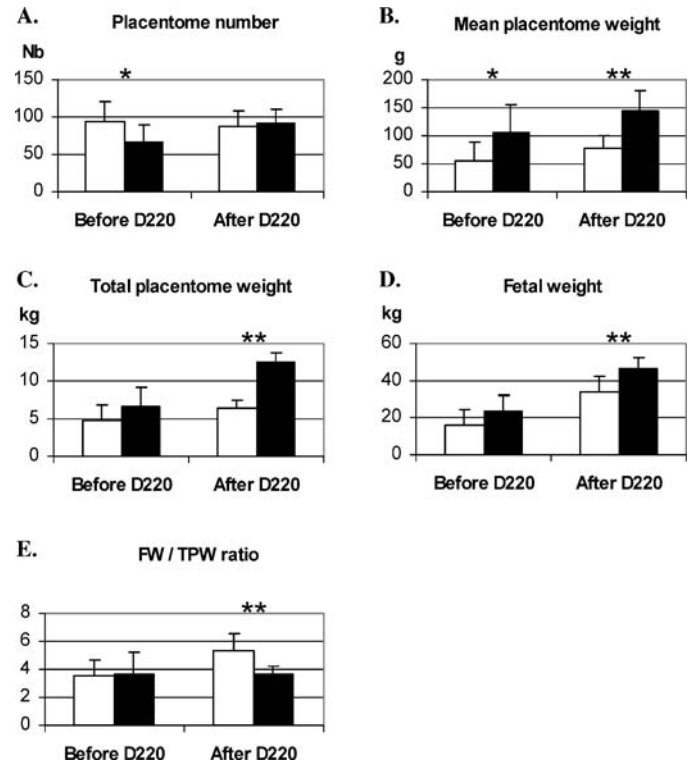 A. Placentome number
Nb
*
150
100
50
0
Before D220 After D220
B. Mean placentome weight
g
* **
200
150
100
50
0
Before D220 After D220
C. Total placentome weight
kg
**
15
10
5
0
Before D220 After D220
D. Fetal weight
kg
**
60
40
20
0
Before D220 After D220
E. FW / TPW ratio
**
8
6
4
2
0
Before D220 After D220